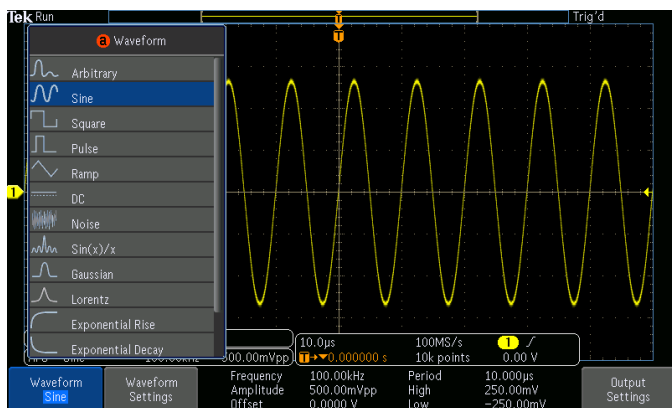 Tek Run Trig'd
T
T
a Waveform
Arbitrary
Sine
Square
Pulse
Ramp
1
DC
Noise
Sin(x)/x
Gaussian
Lorentz
Exponential Rise
Exponential Decay
500.00mVpp
10.0µs 100MS/s 1
T 0.000000 s 10k points 0.00 V
Waveform
Sine
Waveform
Settings
Frequency 100.00kHz Period 10.000µs
Amplitude 500.00mVpp High 250.00mV
Offset 0.0000 V Low -250.00mV
Output
Settings